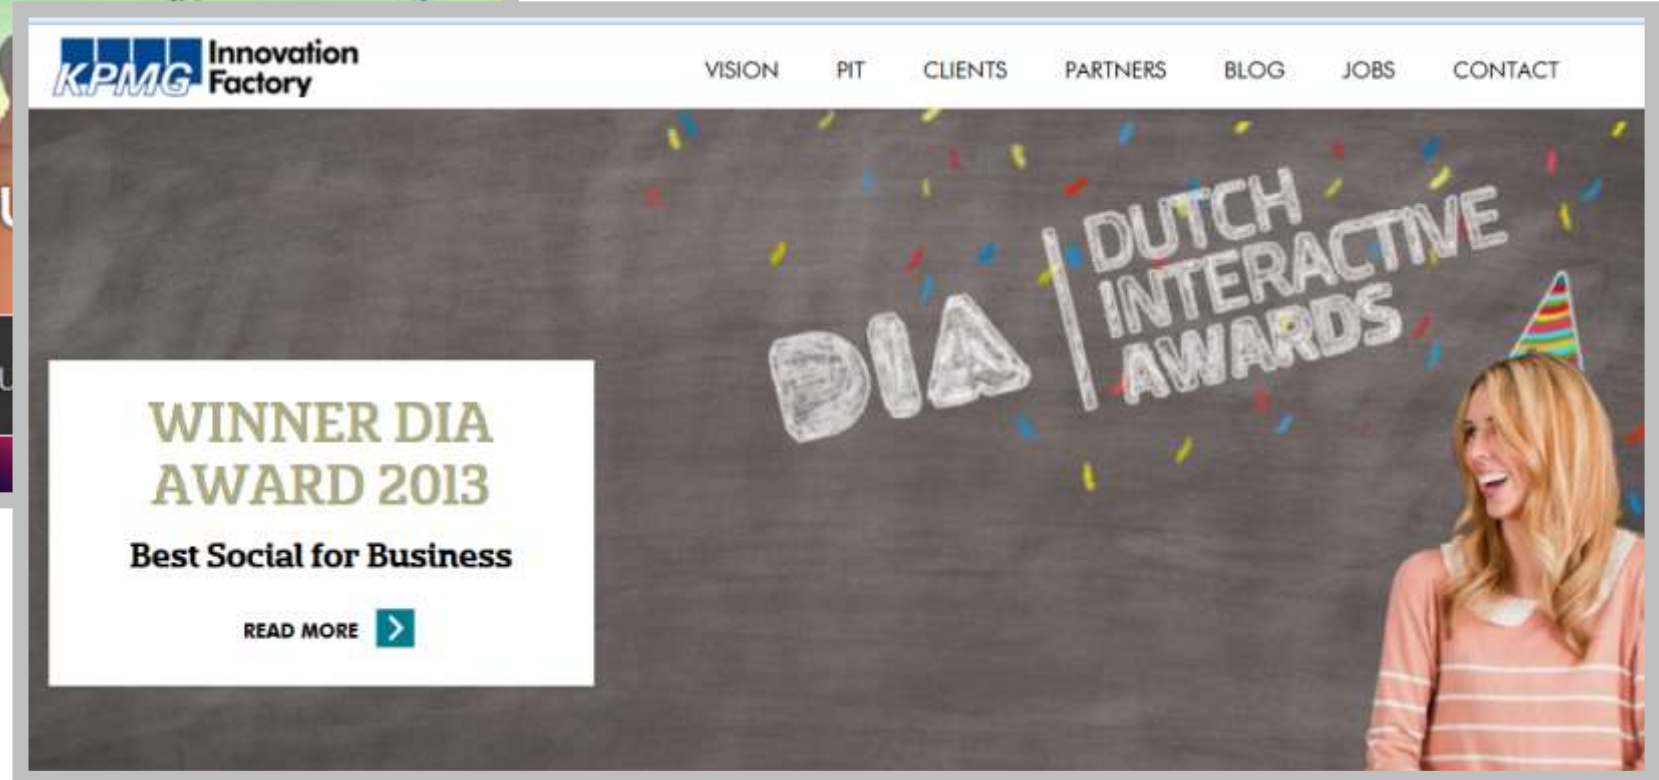 KPMG Innovation
Factory
VISION PIT CLIENTS PARTNERS BLOG JOBS CONTACT
DIA DUTCH
INTERACTIVE
AWARDS
WINNER DIA
AWARD 2013
Best Social for Business
READ MORE